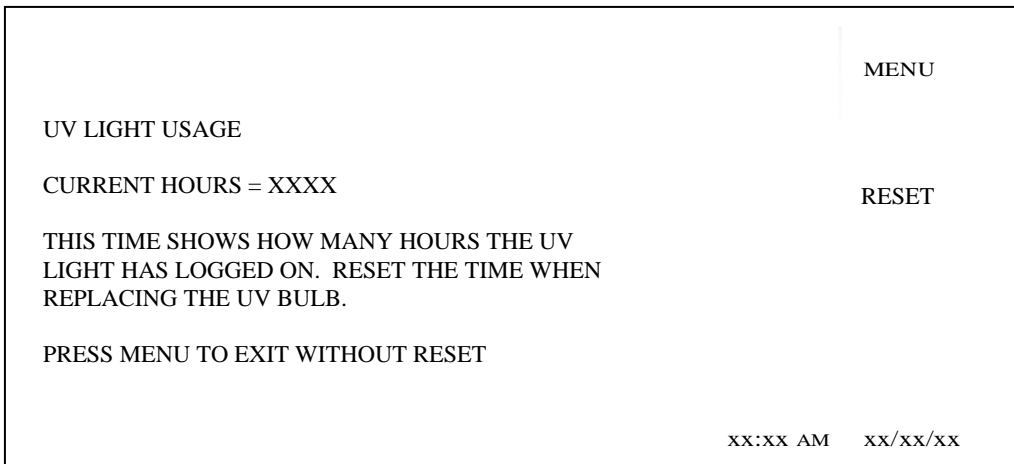 MENU
UV LIGHT USAGE
CURRENT HOURS = XXXX
RESET
THIS TIME SHOWS HOW MANY HOURS THE UV
LIGHT HAS LOGGED ON.  RESET THE TIME WHEN
REPLACING THE UV BULB.
PRESS MENU TO EXIT WITHOUT RESET
xx:xx AM xx/xx/xx